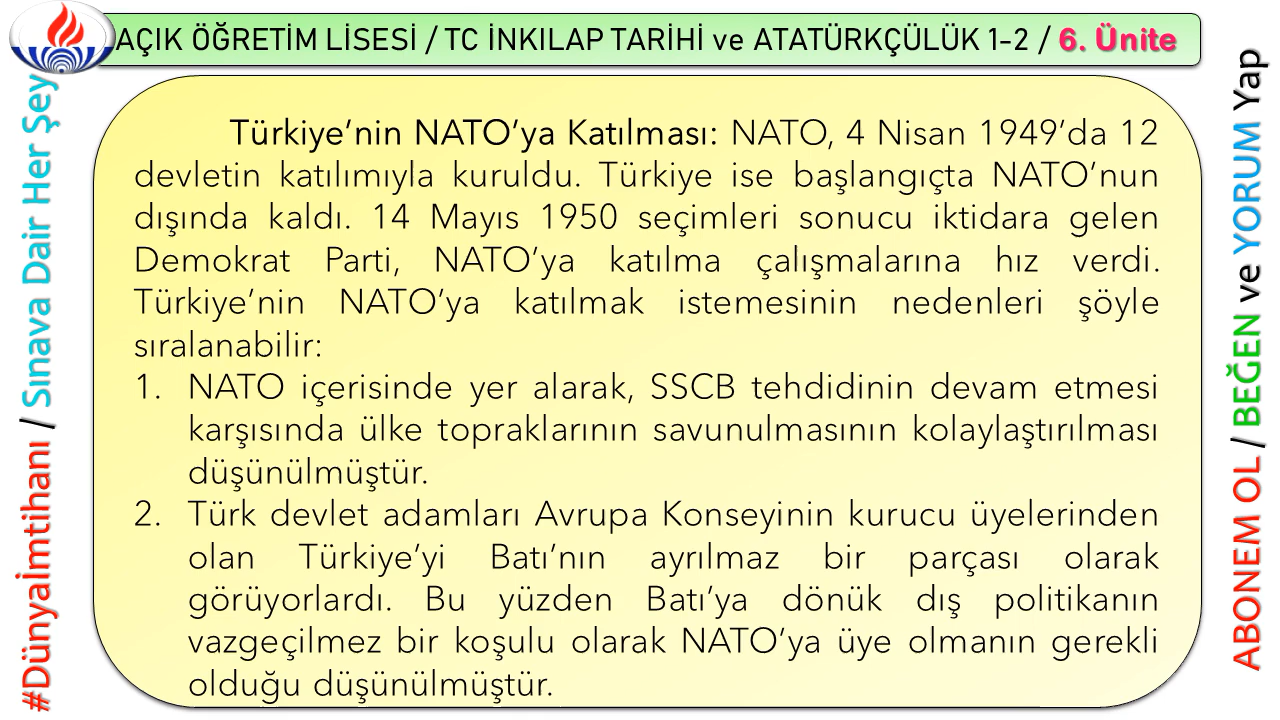 AÇIK ÖĞRETİM LİSESİ / TC İNKILAP TARİHİ ve ATATÜRKÇÜLÜK 1-2 / 6. Ünite
#Dünyaimtihanı / Sınava Dair Her Şey
Türkiye’nin NATO’ya Katılması: NATO, 4 Nisan 1949’da 12
devletin katılımıyla kuruldu. Türkiye ise başlangıçta NATO’nun
dışında kaldı. 14 Mayıs 1950 seçimleri sonucu iktidara gelen
Demokrat Parti, NATO’ya katılma çalışmalarına hız verdi.
Türkiye’nin NATO’ya katılmak istemesinin nedenleri şöyle
sıralanabilir:
1. NATO içerisinde yer alarak, SSCB tehdidinin devam etmesi
karşısında ülke topraklarının savunulmasının kolaylaştırılması
düşünülmüştür.
2. Türk devlet adamları Avrupa Konseyinin kurucu üyelerinden
olan Türkiye’yi Batı’nın ayrılmaz bir parçası olarak
görüyorlardı. Bu yüzden Batı’ya dönük dış politikanın
vazgeçilmez bir koşulu olarak NATO’ya üye olmanın gerekli
olduğu düşünülmüştür.
ABONEM OL / BEĞEN ve YORUM Yap